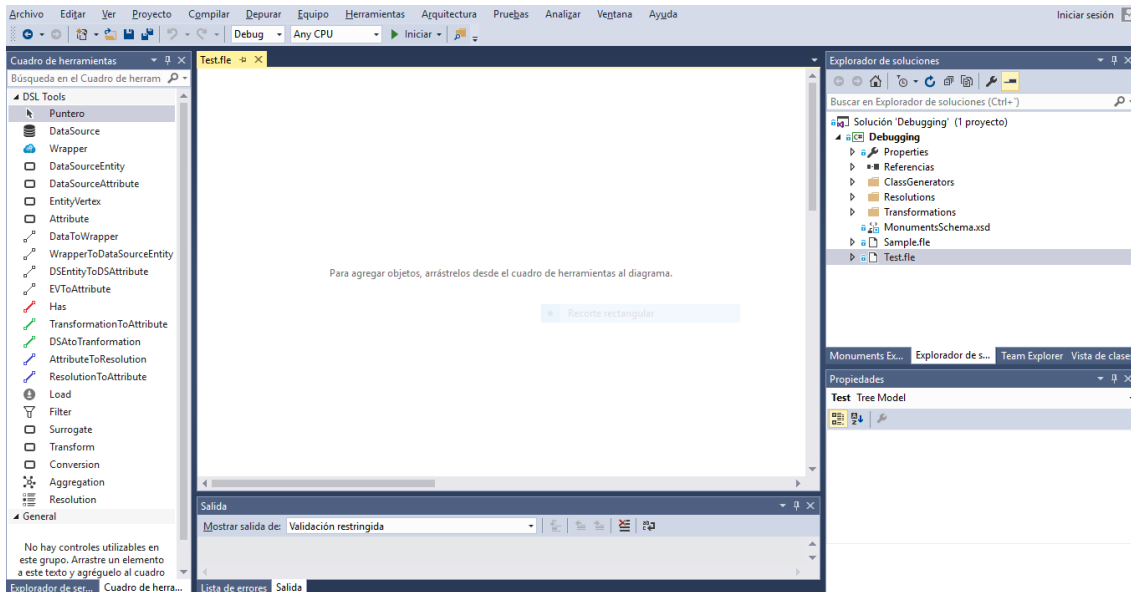 Archivo Editar Ver Proyecto Compilar Depurar Equipo Herramientas Arquitectura Pruebas Analizar Ventana Ayuda Iniciar sesión
Debug Any CPU Iniciar
Cuadro de herramientas
Búsqueda en el Cuadro de herram
DSL Tools
Puntero
DataSource
Wrapper
DataSourceEntity
DataSourceAttribute
EntityVertex
Attribute
DataToWrapper
WrapperToDataSourceEntity
DSEntityToDSAttribute
EVToAttribute
Has
TransformationToAttribute
DSAtoTranformation
AttributeToResolution
ResolutionToAttribute
Load
Filter
Surrogate
Transform
Conversion
Aggregation
Resolution
General
No hay controles utilizables en
este grupo. Arrastre un elemento
a este texto y agréguelo al cuadro
Explorador de ser... Cuadro de herra...
Test.fle
Para agregar objetos, arrástrelos desde el cuadro de herramientas al diagrama.
Recorte rectangular
Salida
Mostrar salida de: Validación restringida
Lista de errores Salida
Explorador de soluciones
Buscar en Explorador de soluciones (Ctrl+´)
Solución 'Debugging' (1 proyecto)
C# Debugging
Properties
Referencias
ClassGenerators
Resolutions
Transformations
MonumentsSchema.xsd
Sample.fle
Test.fle
Monuments Ex... Explorador de s... Team Explorer Vista de clase
Propiedades
Test Tree Model